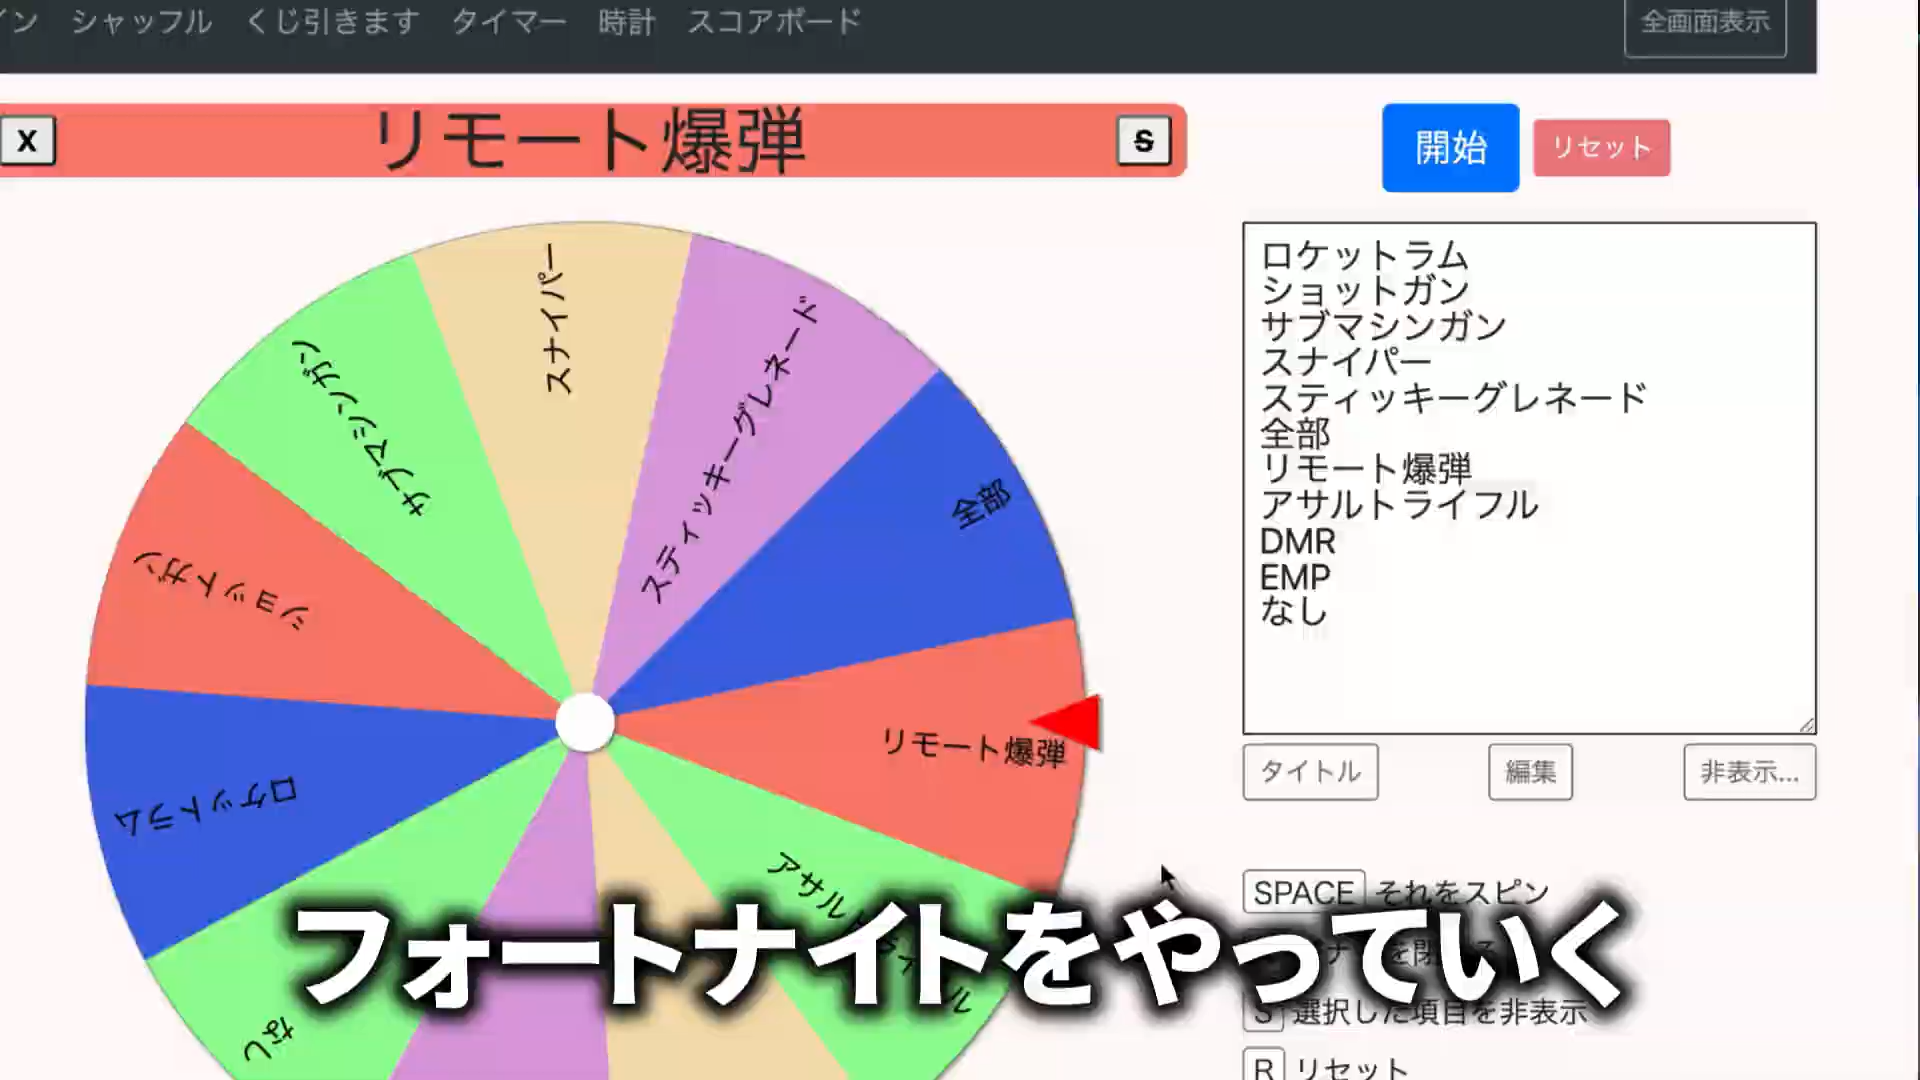 シャッフル くじ引きます タイマー 時計 スコアボード 全画面表示
X リモート爆弾 S
開始 リセット
スナイパー
スティッキーグレネード
サブマシンガン
全部
ショットガン
リモート爆弾
ロケットラム
なし
ロケットラム
ショットガン
サブマシンガン
スナイパー
スティッキーグレネード
全部
リモート爆弾
アサルトライフル
DMR
EMP
なし
タイトル 編集 非表示...
SPACE それをスピン
フォートナイトをやっていく
S 選択した項目を非表示
R リセット